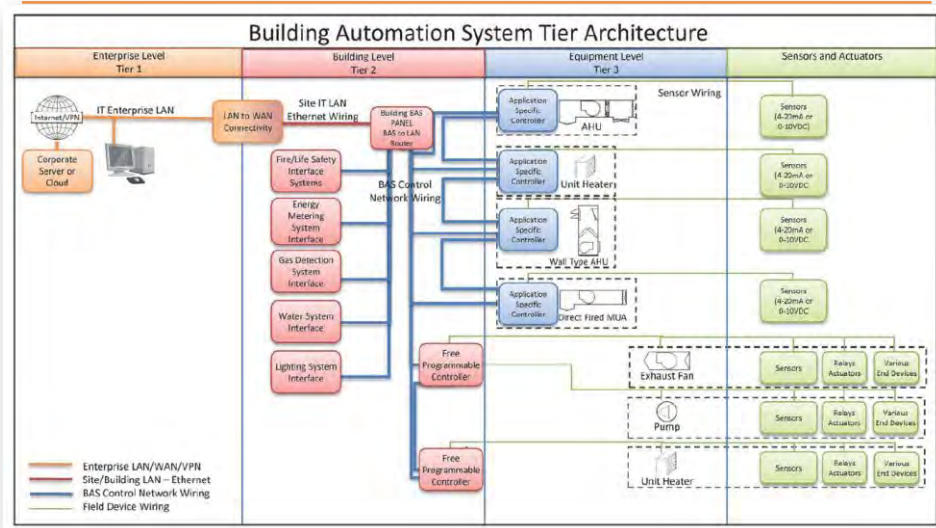 Building Automation System Tier Architecture
Enterprise Level
Tier 1
Building Level
Tier 2
Equipment Level
Tier 3
Sensors and Actuators
Internet/VPN
IT Enterprise LAN
Corporate
Server or
Cloud
LAN to WAN
Connectivity
Site IT LAN
Ethernet Wiring
Building BAS
PANEL
BAS to LAN
Router
Fire/Life Safety
Interface
Systems
BAS Control
Network Wiring
Energy
Metering
System
Interface
Gas Detection
System
Interface
Water System
Interface
Lighting System
Interface
Free
Programmable
Controller
Free
Programmable
Controller
Sensor Wiring
Application
Specific
Controller
AHU
Application
Specific
Controller
Unit Heaters
Application
Specific
Controller
Wall Type AHU
Application
Specific
Controller
Direct Fired MUA
Sensors
(4-20mA or
0-10VDC)
Sensors
(4-20mA or
0-10VDC
Sensors
(4-20mA or
0-10VDC
Sensors
(4-20mA or
0-10VDC
Exhaust Fan
Sensors
Relays
Actuators
Various
End Devices
Pump
Sensors
Relays
Actuators
Various
End Devices
Unit Heater
Sensors
Relays
Actuators
Various
End Devices
Enterprise LAN/WAN/VPN
Site/Building LAN – Ethernet
BAS Control Network Wiring
Field Device Wiring